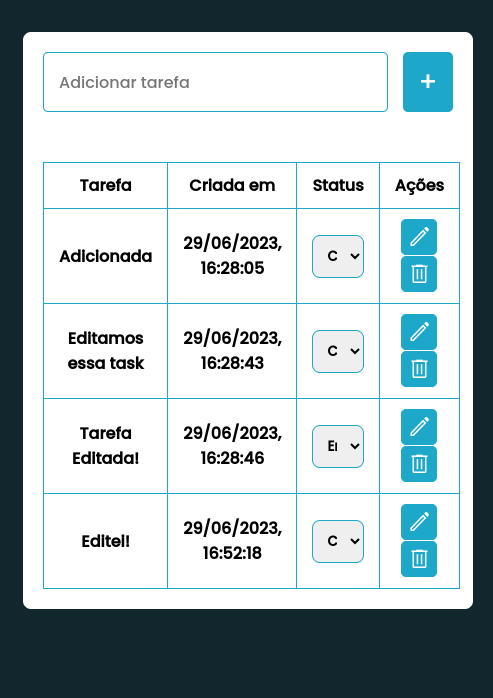 Adicionar tarefa +
Tarefa Criada em Status Ações
Adicionada 29/06/2023, 16:28:05 C
Editamos essa task 29/06/2023, 16:28:43 C
Tarefa Editada! 29/06/2023, 16:28:46
Editei! 29/06/2023, 16:52:18 C